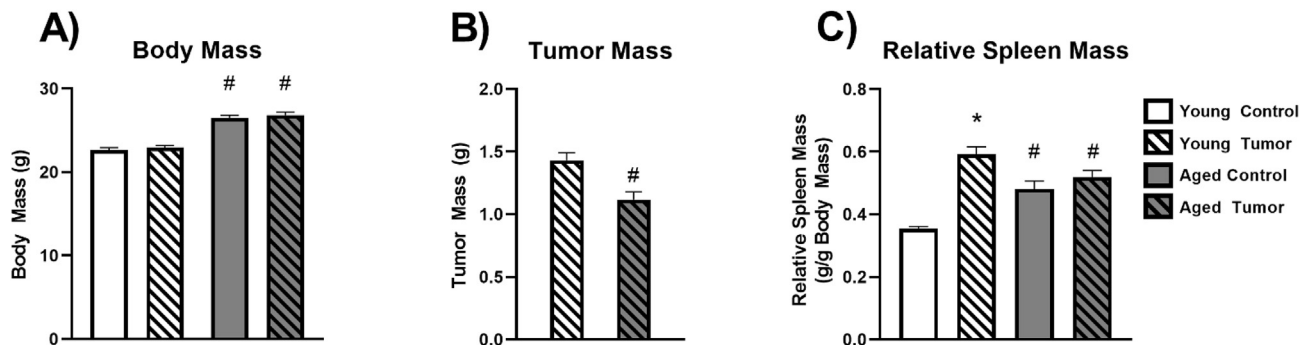 A)
Body Mass
Body Mass (g)
30
20
10
0
#
#
B)
Tumor Mass
Tumor Mass (g)
2.0
1.5
1.0
0.5
0.0
#
C)
Relative Spleen Mass
Relative Spleen Mass
(g/g Body Mass)
0.8
0.6
0.4
0.2
0.0
*
#
#
Young Control
Young Tumor
Aged Control
Aged Tumor